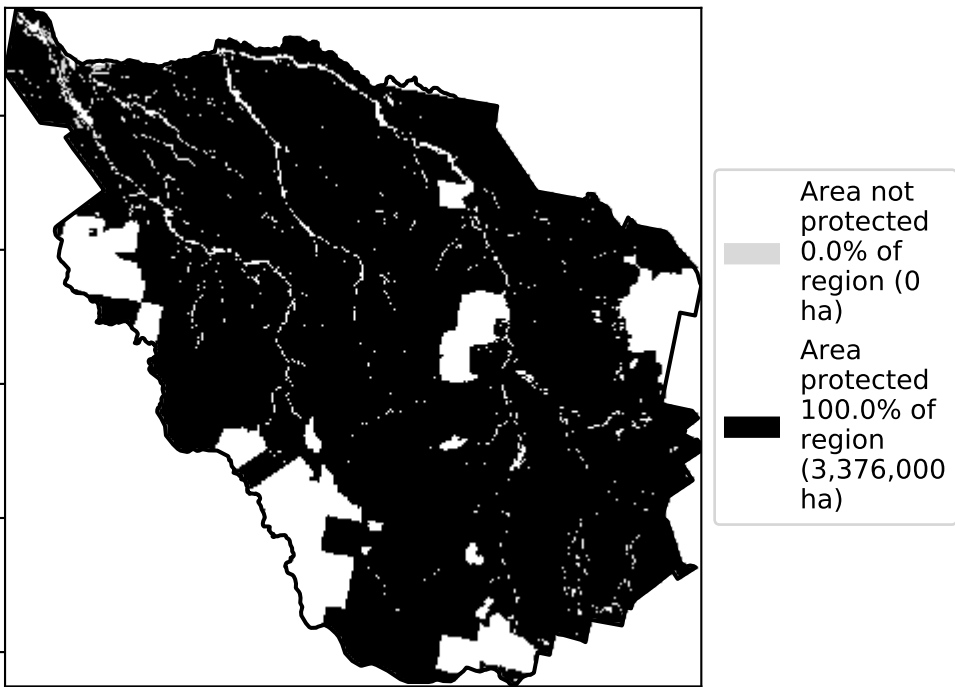 Area not
protected
0.0% of
region (0
ha)
Area
protected
100.0% of
region
(3,376,000
ha)